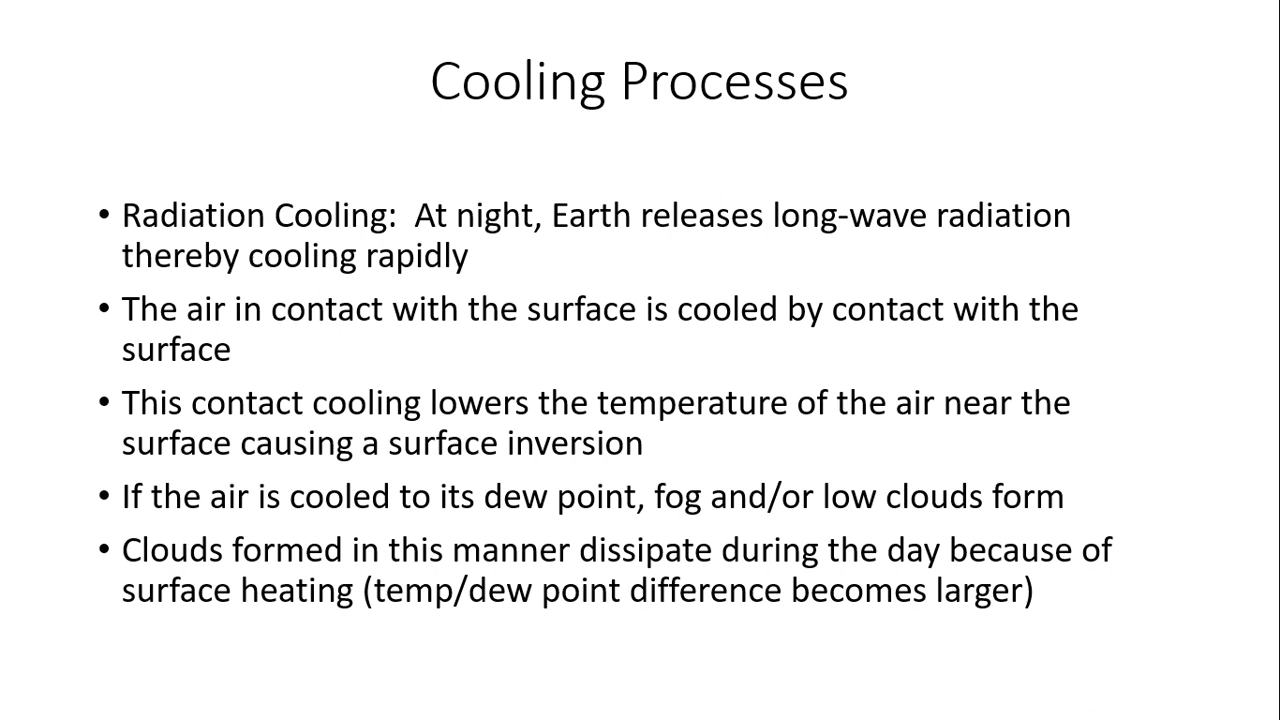 Cooling Processes
• Radiation Cooling:  At night, Earth releases long-wave radiation
thereby cooling rapidly
• The air in contact with the surface is cooled by contact with the
surface
• This contact cooling lowers the temperature of the air near the
surface causing a surface inversion
• If the air is cooled to its dew point, fog and/or low clouds form
• Clouds formed in this manner dissipate during the day because of
surface heating (temp/dew point difference becomes larger)